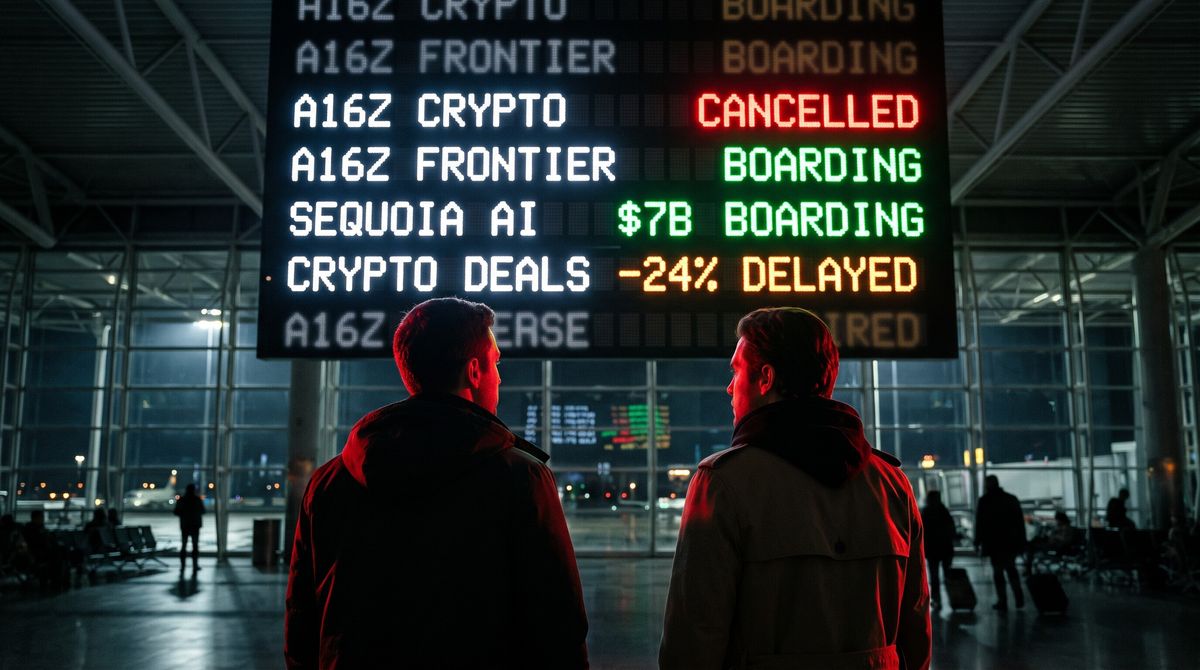 A16Z CRYPTO BOARDING
A16Z FRONTIER BOARDING
A16Z CRYPTO CANCELLED
A16Z FRONTIER BOARDING
SEQUOIA AI $7B BOARDING
CRYPTO DEALS -24% DELAYED
A16Z